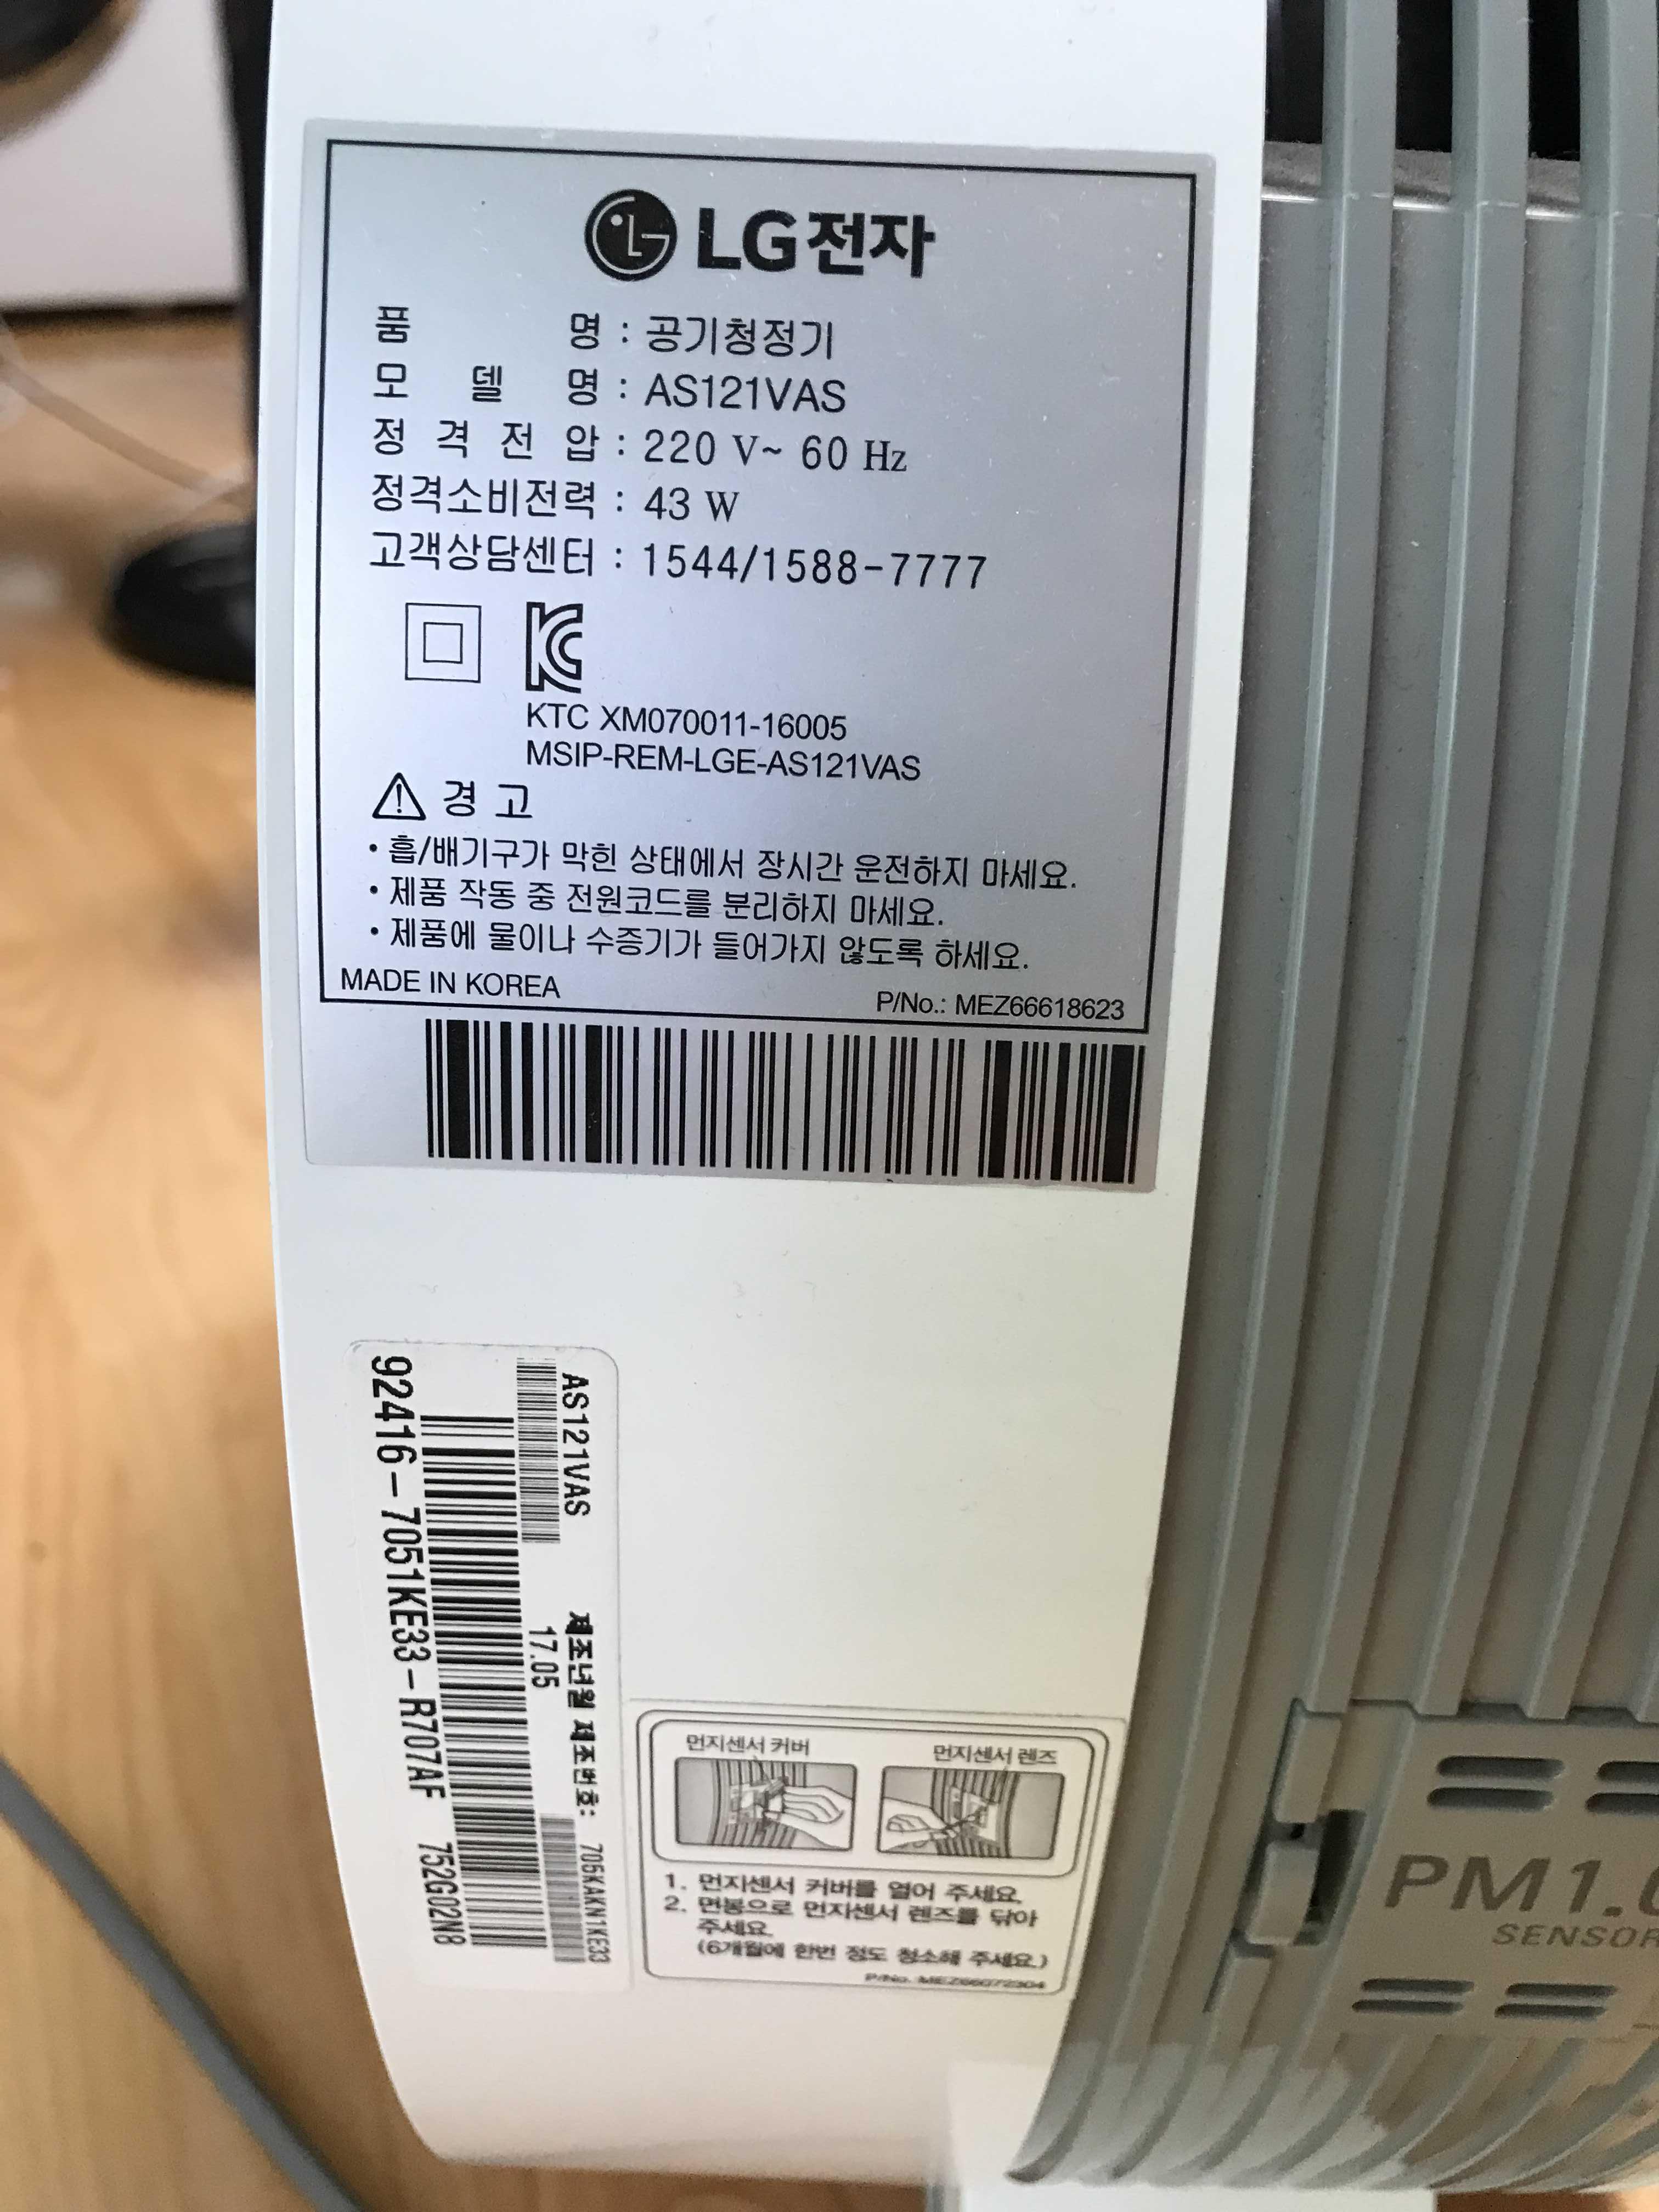 LG전자
품 명 : 공기청정기
모 델 명 : AS121VAS
정 격 전 압 : 220 V~ 60 Hz
정격소비전력 : 43 W
고객상담센터 : 1544/1588-7777
KTC XM070011-16005
MSIP-REM-LGE-AS121VAS
경 고
• 흡/배기구가 막힌 상태에서 장시간 운전하지 마세요.
• 제품 작동 중 전원코드를 분리하지 마세요.
• 제품에 물이나 수증기가 들어가지 않도록 하세요.
MADE IN KOREA
P/No.: MEZ66618623
AS121VAS
제조년월 제조번호:
17.05
705KAKN1KE33
92416-7051KE33-R707AF 752G02N8
먼지센서 커버
먼지센서 렌즈
1. 먼지센서 커버를 열어 주세요.
2. 면봉으로 먼지센서 렌즈를 닦아
주세요.
(6개월에 한번 정도 청소해 주세요.)
P/No. MEZ66072304
PM1.0
SENSOR